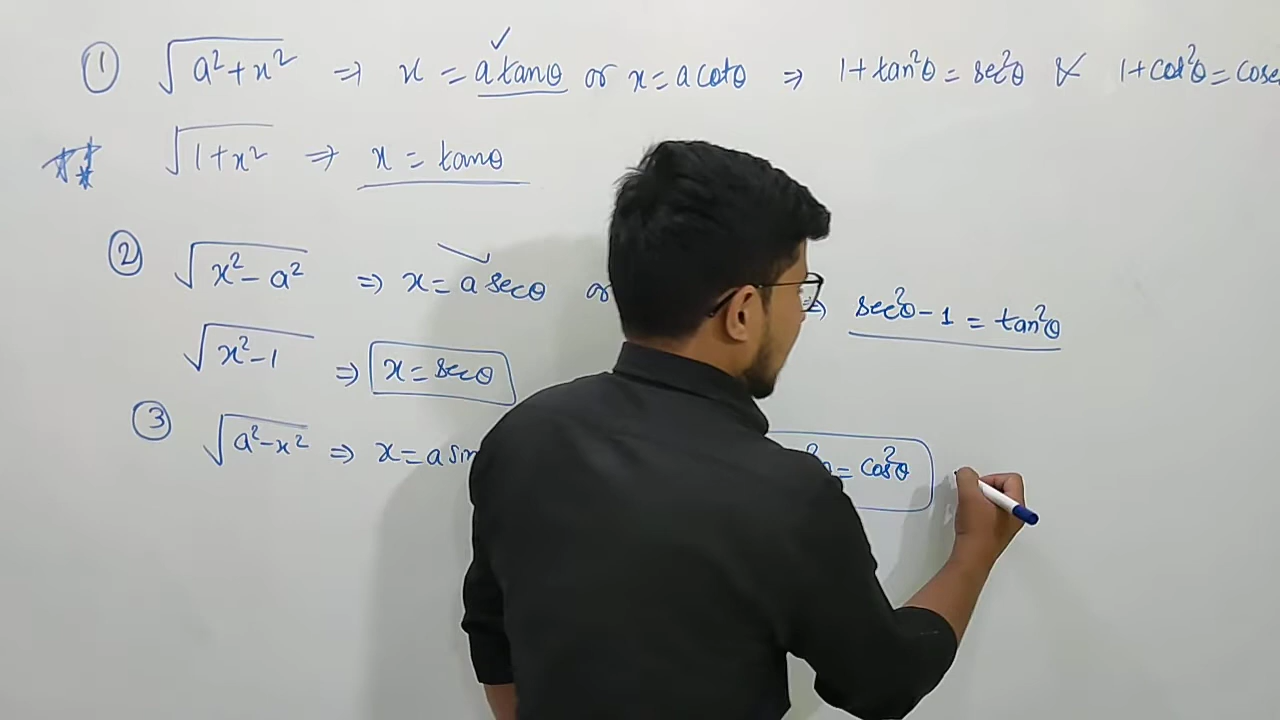 ① √(a²+x²) ⇒ x = a tanθ or x = a cotθ ⇒ 1+tan²θ = sec²θ & 1+cot²θ = cose
√(1+x²) ⇒ x = tanθ
② √(x²-a²) ⇒ x = a secθ or ⇒ sec²θ-1 = tan²θ
√(x²-1) ⇒ x = secθ
③ √(a²-x²) ⇒ x = a sin = cos²θ